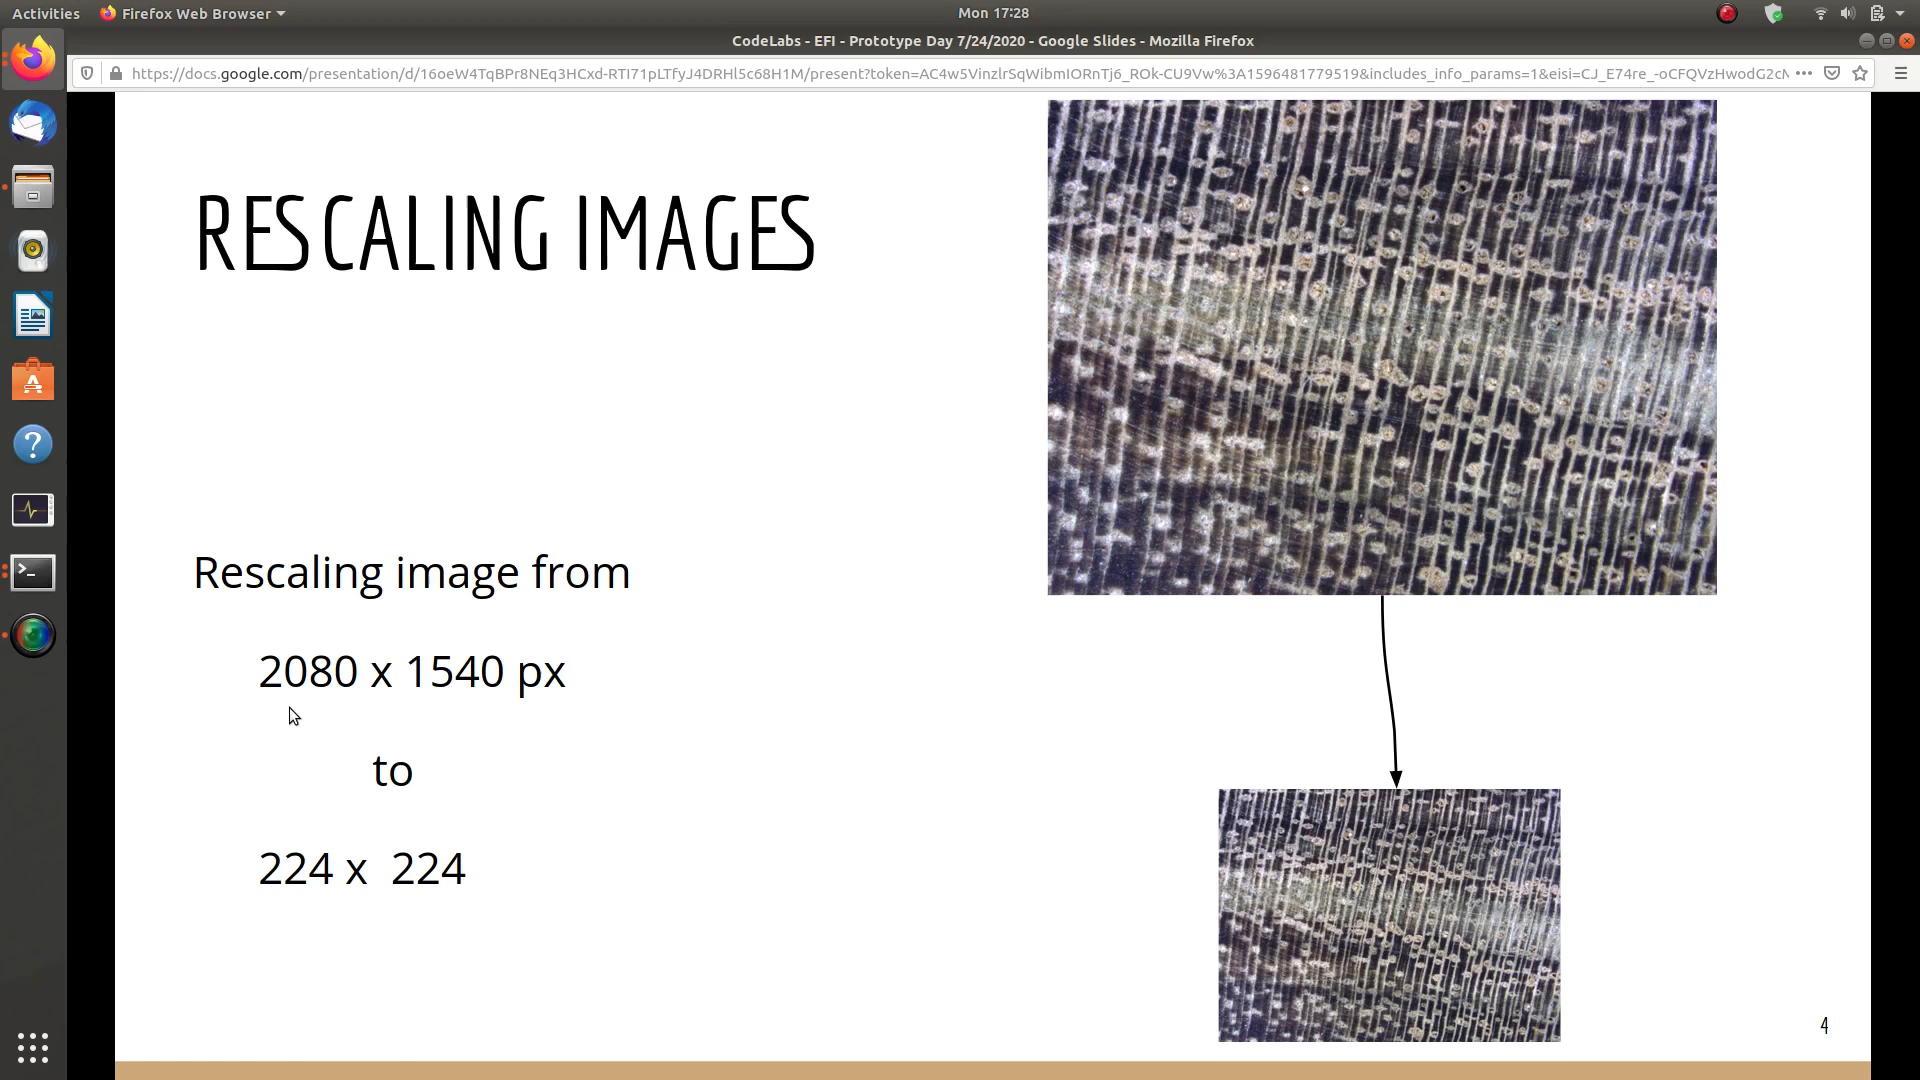 Activities
Firefox Web Browser
Mon 17:28
CodeLabs - EFI - Prototype Day 7/24/2020 - Google Slides - Mozilla Firefox
https://docs.google.com/presentation/d/16oeW4TqBPr8NEq3HCxd-RTI71pLTfyJ4DRHl5c68H1M/present?token=AC4w5VinzlrSqWibmIORnTj6_ROk-CU9Vw%3A1596481779519&includes_info_params=1&eisi=CJ_E74re_-oCFQVzHwodG2cM
RESCALING IMAGES
Rescaling image from
2080 x 1540 px
to
224 x  224
4